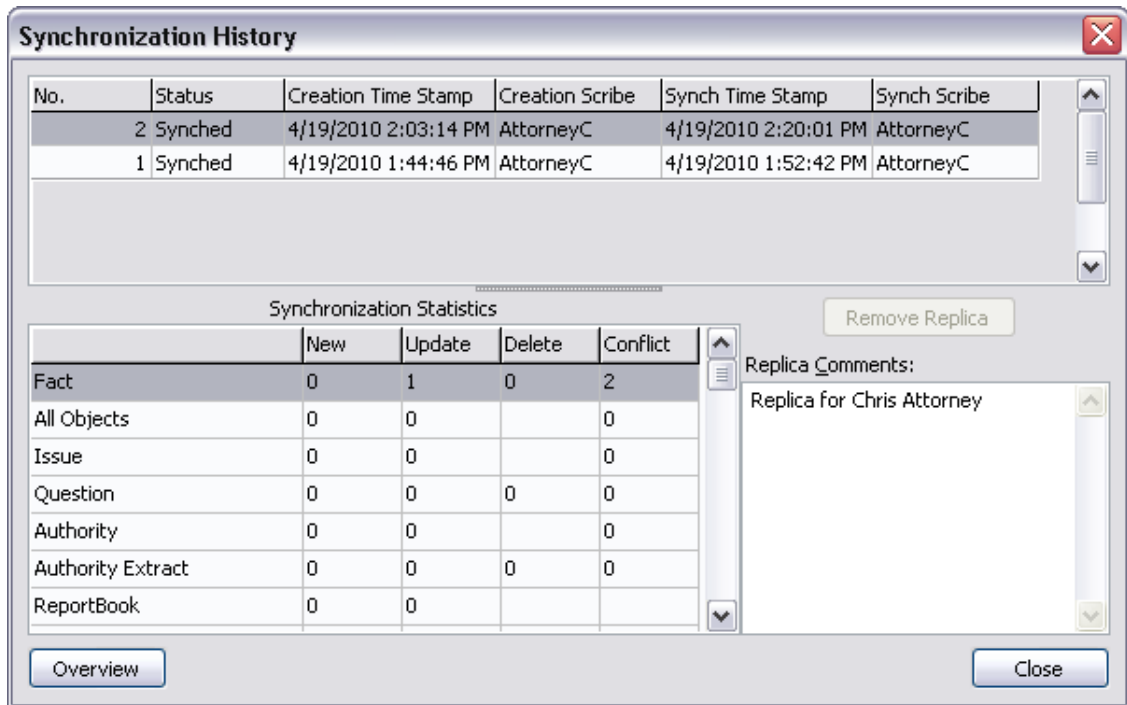 Synchronization History
No. Status Creation Time Stamp Creation Scribe Synch Time Stamp Synch Scribe
2 Synched 4/19/2010 2:03:14 PM AttorneyC 4/19/2010 2:20:01 PM AttorneyC
1 Synched 4/19/2010 1:44:46 PM AttorneyC 4/19/2010 1:52:42 PM AttorneyC
Synchronization Statistics
New Update Delete Conflict
Fact 0 1 0 2
All Objects 0 0 0
Issue 0 0 0
Question 0 0 0 0
Authority 0 0 0
Authority Extract 0 0 0 0
ReportBook 0 0
Remove Replica
Replica Comments:
Replica for Chris Attorney
Overview
Close